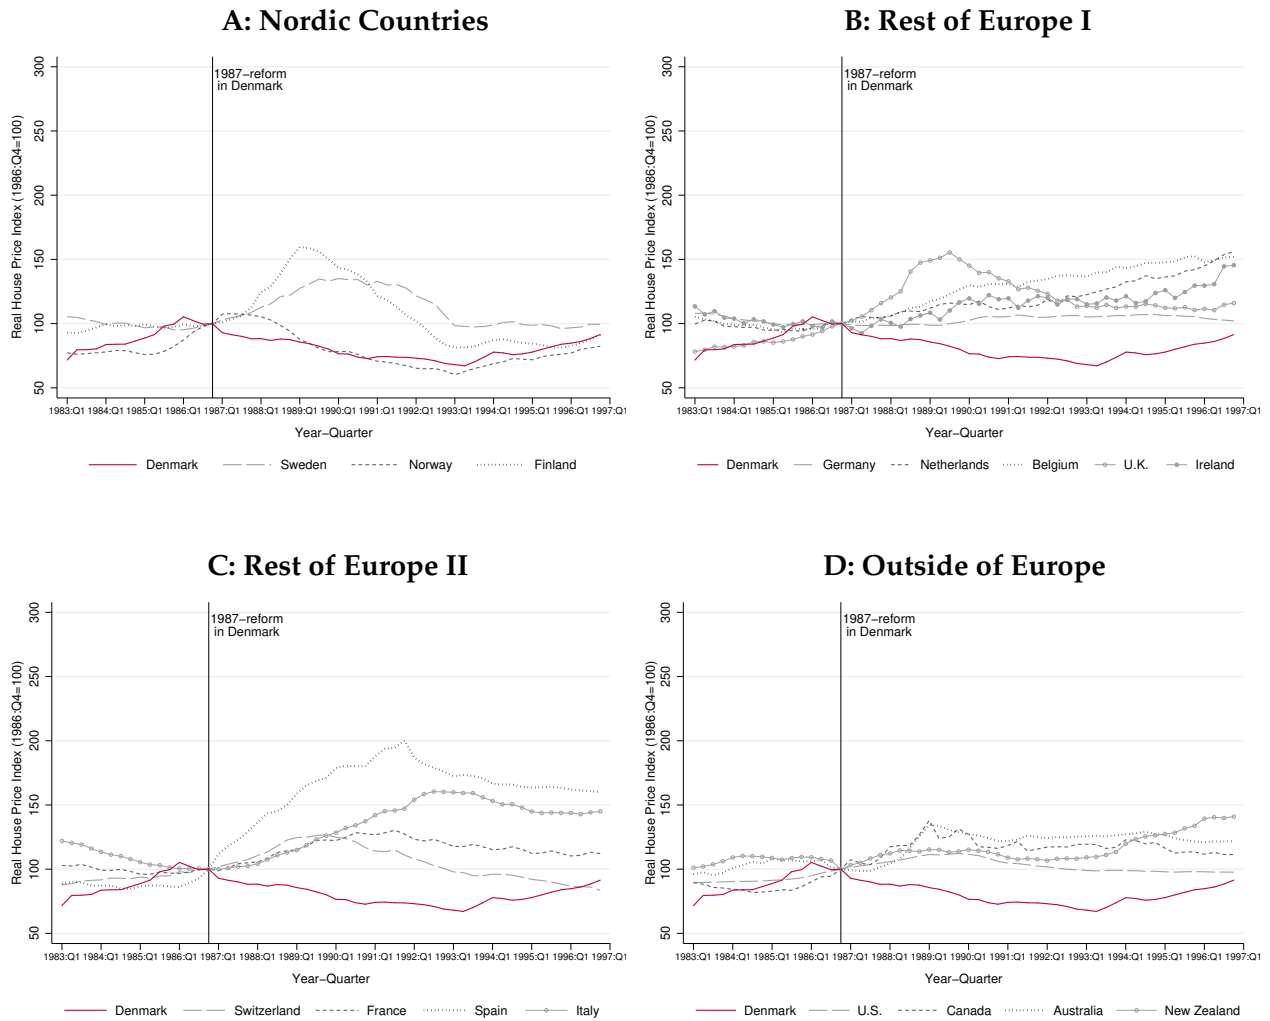 A: Nordic Countries
Real House Price Index (1986:Q4=100)
300
250
200
150
100
50
1987−reform
in Denmark
1983:Q1 1984:Q1 1985:Q1 1986:Q1 1987:Q1 1988:Q1 1989:Q1 1990:Q1 1991:Q1 1992:Q1 1993:Q1 1994:Q1 1995:Q1 1996:Q1 1997:Q1
Year−Quarter
Denmark Sweden Norway Finland
B: Rest of Europe I
Real House Price Index (1986:Q4=100)
300
250
200
150
100
50
1987−reform
in Denmark
1983:Q1 1984:Q1 1985:Q1 1986:Q1 1987:Q1 1988:Q1 1989:Q1 1990:Q1 1991:Q1 1992:Q1 1993:Q1 1994:Q1 1995:Q1 1996:Q1 1997:Q1
Year−Quarter
Denmark Germany Netherlands Belgium U.K. Ireland
C: Rest of Europe II
Real House Price Index (1986:Q4=100)
300
250
200
150
100
50
1987−reform
in Denmark
1983:Q1 1984:Q1 1985:Q1 1986:Q1 1987:Q1 1988:Q1 1989:Q1 1990:Q1 1991:Q1 1992:Q1 1993:Q1 1994:Q1 1995:Q1 1996:Q1 1997:Q1
Year−Quarter
Denmark Switzerland France Spain Italy
D: Outside of Europe
Real House Price Index (1986:Q4=100)
300
250
200
150
100
50
1987−reform
in Denmark
1983:Q1 1984:Q1 1985:Q1 1986:Q1 1987:Q1 1988:Q1 1989:Q1 1990:Q1 1991:Q1 1992:Q1 1993:Q1 1994:Q1 1995:Q1 1996:Q1 1997:Q1
Year−Quarter
Denmark U.S. Canada Australia New Zealand